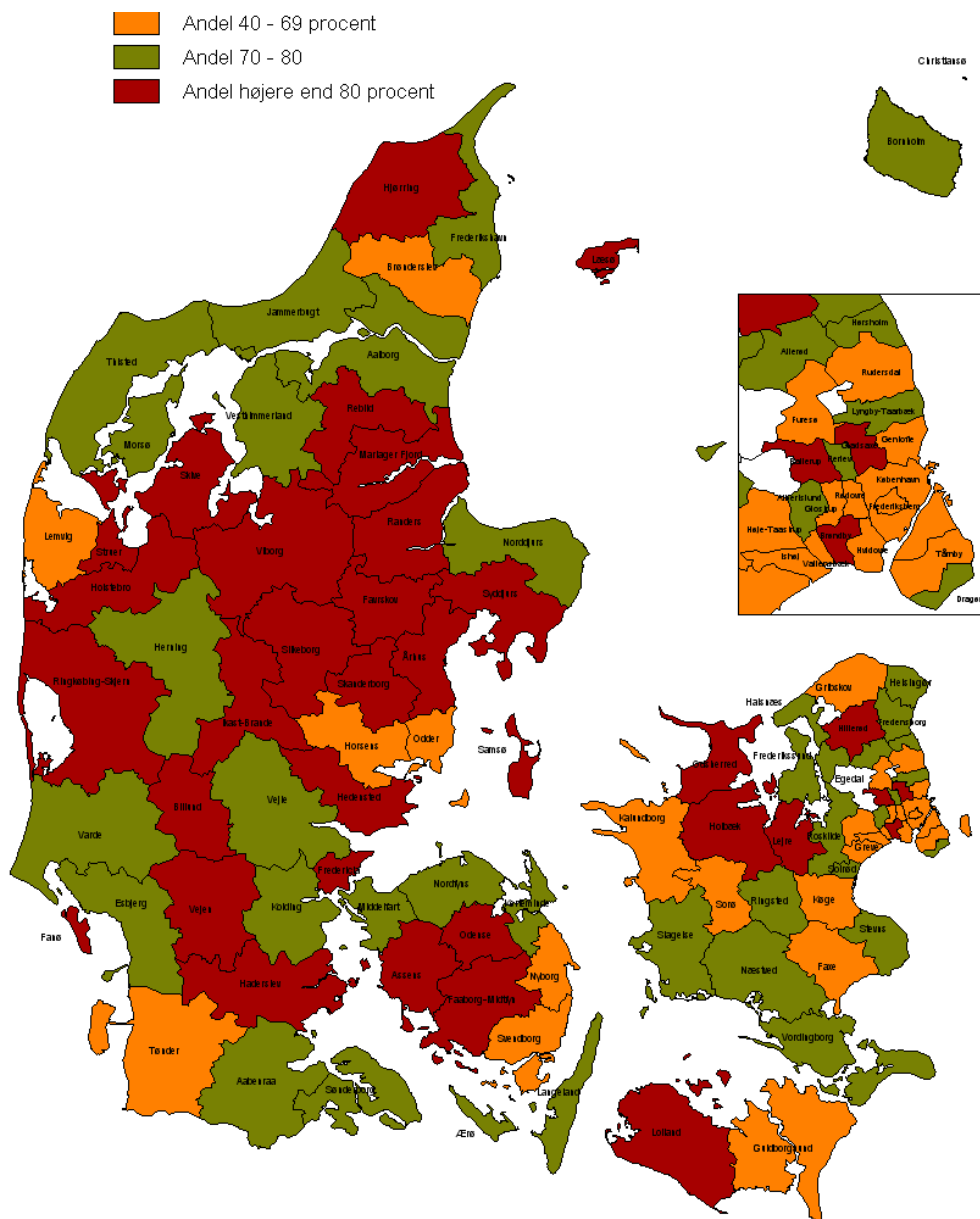 Andel 40 - 69 procent
Andel 70 - 80
Andel højere end 80 procent
Christiansø
Bornholm
Hjørring
Frederikshavn
Brønderslev
Læsø
Jammerbugt
Aalborg
Thisted
Vesthimmerland
Rebild
Morsø
Mariager Fjord
Skive
Randers
Lemvig
Struer
Viborg
Norddjurs
Holstebro
Favrskov
Syddjurs
Herning
Silkeborg
Århus
Ringkøbing-Skjern
Skanderborg
Ikast-Brande
Horsens
Odder
Samsø
Hedensted
Billund
Vejle
Varde
Fredericia
Esbjerg
Vejen
Kolding
Middelfart
Nordfyns
Kerteminde
Fanø
Odense
Assens
Nyborg
Haderslev
Faaborg-Midtfyn
Svendborg
Tønder
Aabenraa
Sønderborg
Langeland
Ærø
Hørsholm
Allerød
Rudersdal
Furesø
Lyngby-Taarbæk
Gladsaxe
Gentofte
Ballerup
Herlev
København
Albertslund
Rødovre
Glostrup
Frederiksberg
Høje-Taastrup
Brøndby
Ishøj
Hvidovre
Vallensbæk
Tårnby
Dragør
Gribskov
Helsingør
Halsnæs
Fredensborg
Hillerød
Odsherred
Frederikssund
Egedal
Kalundborg
Holbæk
Lejre
Roskilde
Greve
Solrød
Sorø
Ringsted
Køge
Slagelse
Stevns
Næstved
Faxe
Vordingborg
Lolland
Guldborgsund